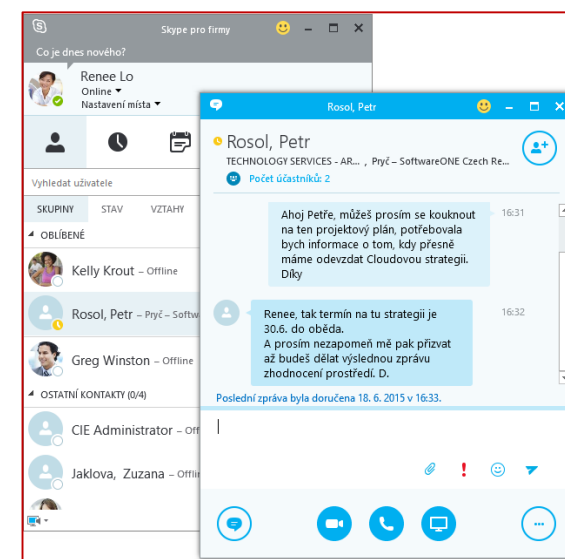 Skype pro firmy
Co je dnes nového?
Renee Lo
Online
Nastavení místa
Vyhledat uživatele
SKUPINY STAV VZTAHY
OBLÍBENÉ
Kelly Krout – Offline
Rosol, Petr – Pryč – Softw
Greg Winston – Offline
OSTATNÍ KONTAKTY (0/4)
CIE Administrator – Off
Jaklova, Zuzana – Offli
Rosol, Petr
Rosol, Petr
TECHNOLOGY SERVICES - AR... , Pryč – SoftwareONE Czech Re...
Počet účastníků: 2
Ahoj Petře, můžeš prosím se kouknout
na ten projektový plán, potřebovala
bych informace o tom, kdy přesně
máme odevzdat Cloudovou strategii.
Díky
16:31
Renee, tak termín na tu strategii je
30.6. do oběda.
A prosím nezapomeň mě pak přizvat
až budeš dělat výslednou zprávu
zhodnocení prostředí. D.
16:32
Poslední zpráva byla doručena 18. 6. 2015 v 16:33.